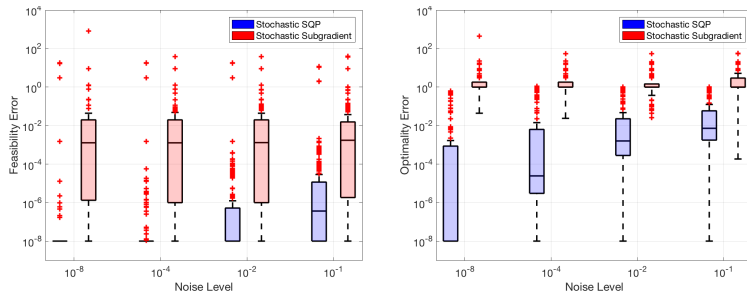 10^4
10^2
10^0
10^-2
10^-4
10^-6
10^-8
Feasibility Error
Stochastic SQP
Stochastic Subgradient
10^-8
10^-4
10^-2
10^-1
Noise Level
10^4
10^2
10^0
10^-2
10^-4
10^-6
10^-8
Optimality Error
Stochastic SQP
Stochastic Subgradient
10^-8
10^-4
10^-2
10^-1
Noise Level